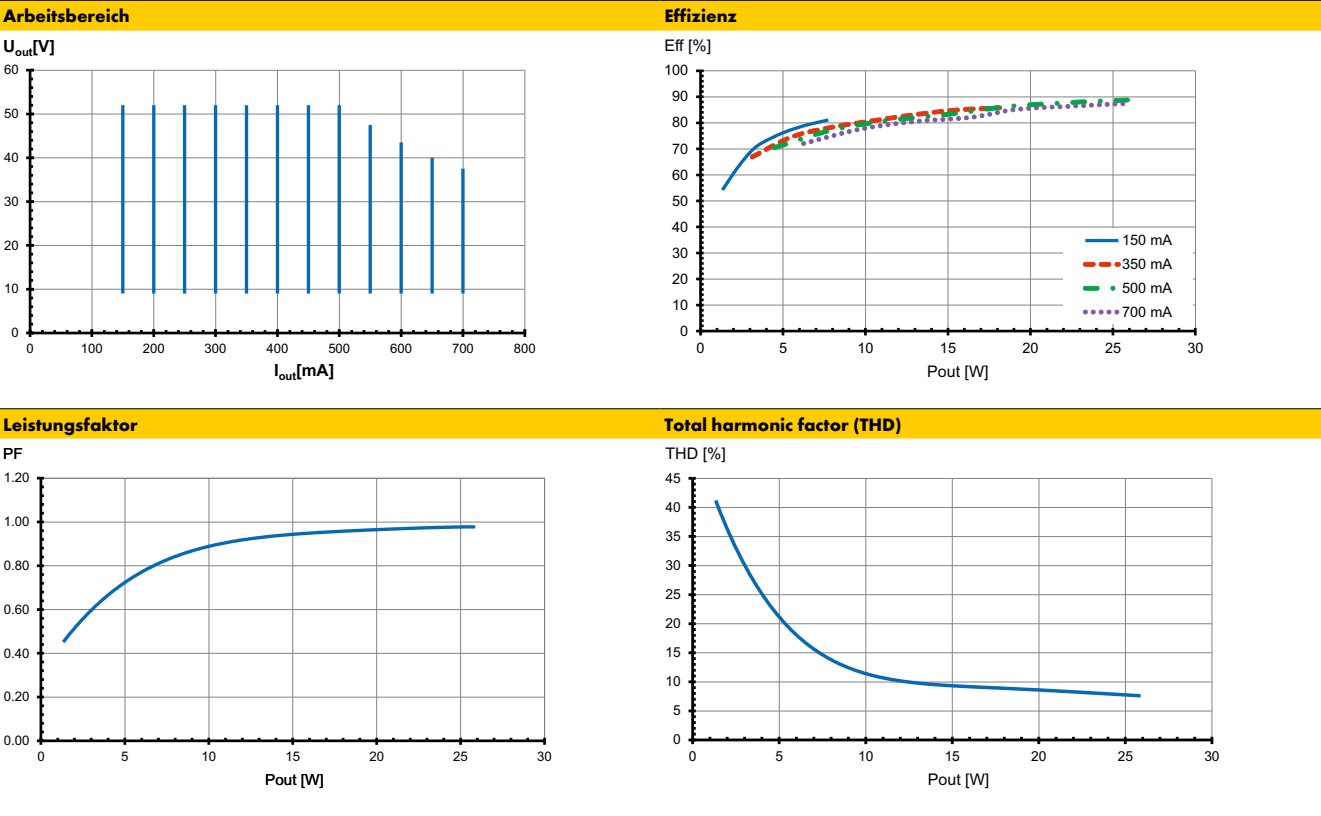 Arbeitsbereich
U_out[V]
60
50
40
30
20
10
0
0 100 200 300 400 500 600 700 800
I_out[mA]
Effizienz
Eff [%]
100
90
80
70
60
50
40
30
20
10
0
150 mA
350 mA
500 mA
700 mA
0 5 10 15 20 25 30
Pout [W]
Leistungsfaktor
PF
1.20
1.00
0.80
0.60
0.40
0.20
0.00
0 5 10 15 20 25 30
Pout [W]
Total harmonic factor (THD)
THD [%]
45
40
35
30
25
20
15
10
5
0
0 5 10 15 20 25 30
Pout [W]